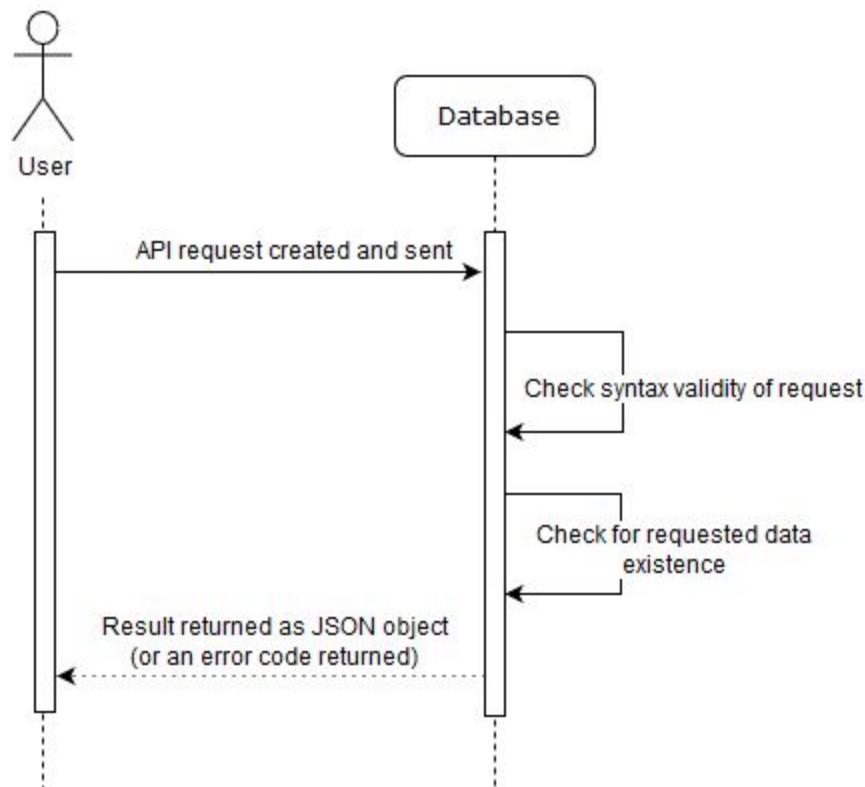 User
Database
API request created and sent
Check syntax validity of request
Check for requested data
existence
Result returned as JSON object
(or an error code returned)